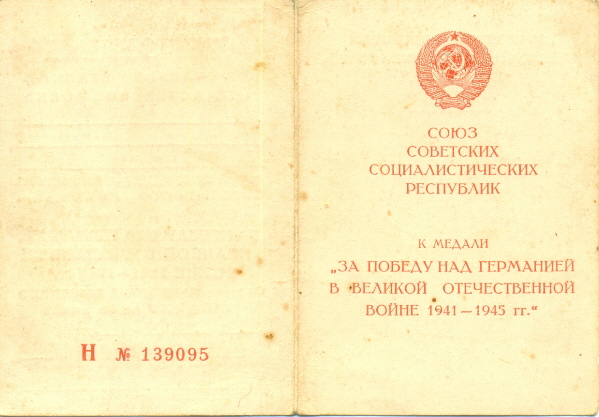 Н № 139095
СОЮЗ
СОВЕТСКИХ
СОЦИАЛИСТИЧЕСКИХ
РЕСПУБЛИК
К МЕДАЛИ
„ЗА ПОБЕДУ НАД ГЕРМАНИЕЙ
В ВЕЛИКОЙ ОТЕЧЕСТВЕННОЙ
ВОЙНЕ 1941—1945 гг.“